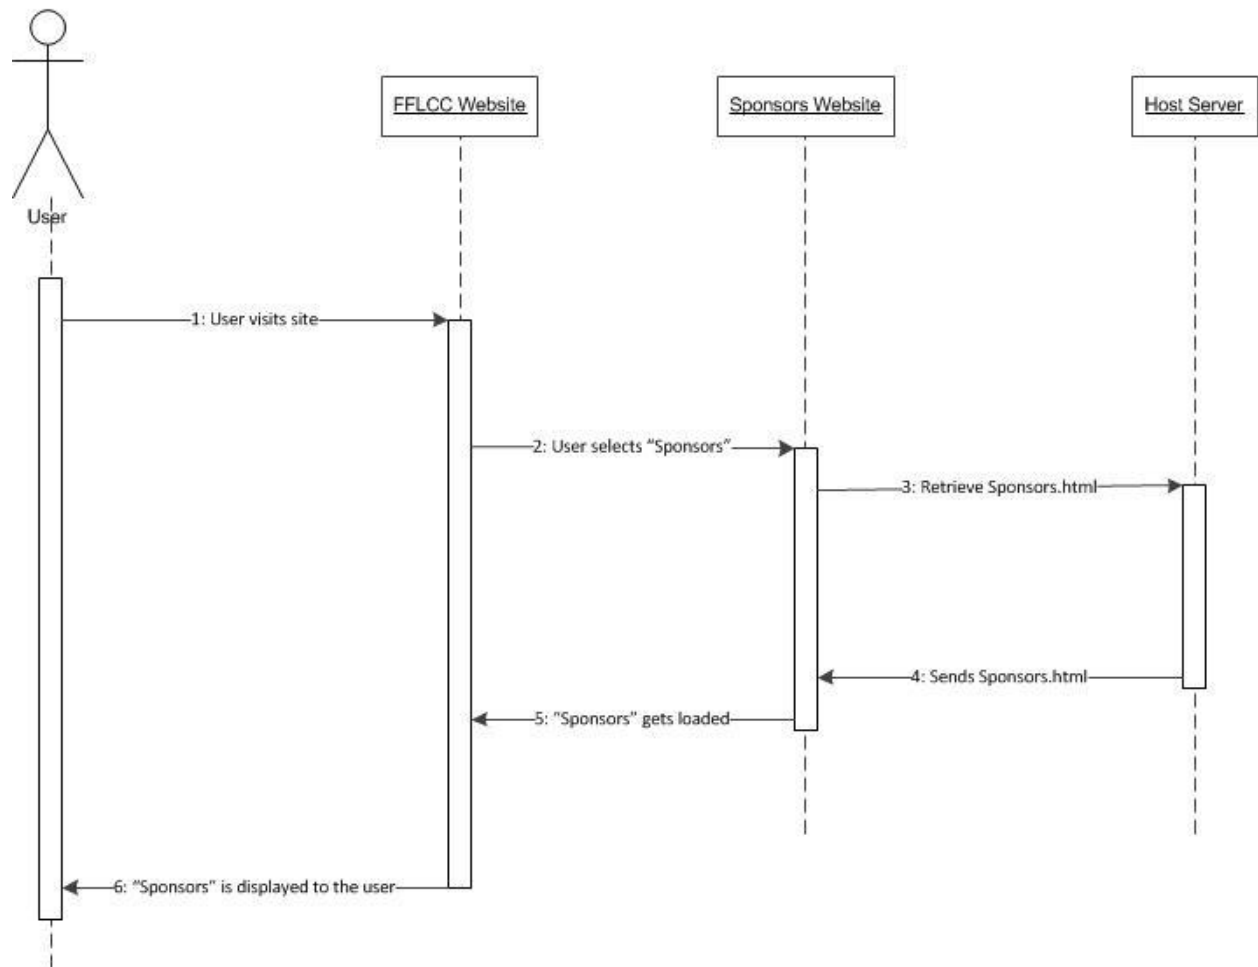 FFLCC Website
Sponsors Website
Host Server
User
1: User visits site
2: User selects “Sponsors”
3: Retrieve Sponsors.html
4: Sends Sponsors.html
5: “Sponsors” gets loaded
6: “Sponsors” is displayed to the user